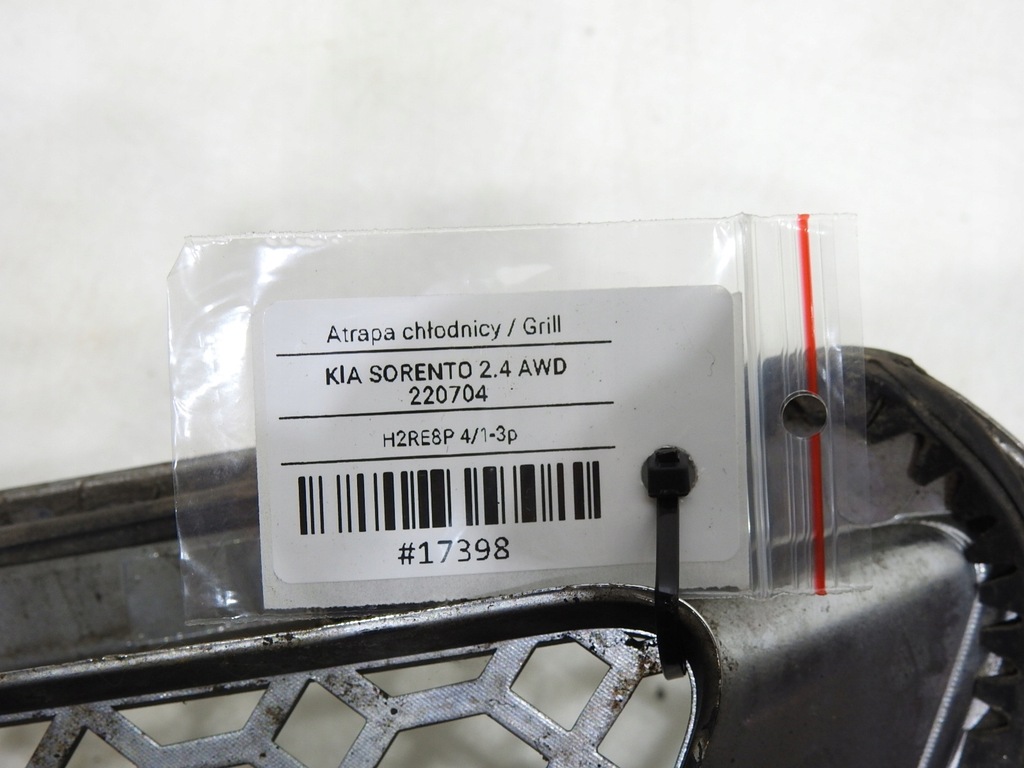 Atrapa chłodnicy / Grill
KIA SORENTO 2.4 AWD
220704
H2RE8P 4/1-3p
#17398